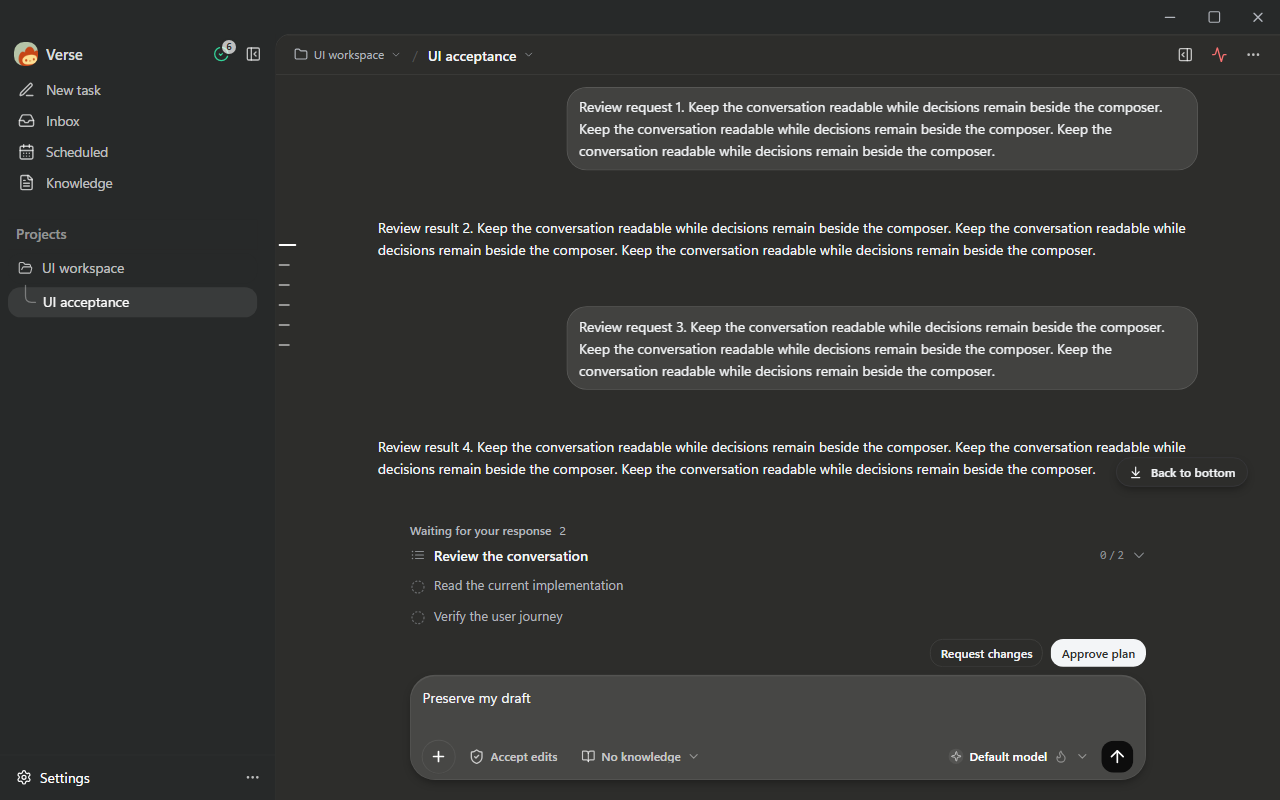 Verse
6
New task
Inbox
Scheduled
Knowledge
Projects
UI workspace
UI acceptance
Settings
UI workspace / UI acceptance
Review request 1. Keep the conversation readable while decisions remain beside the composer.
Keep the conversation readable while decisions remain beside the composer. Keep the
conversation readable while decisions remain beside the composer.
Review result 2. Keep the conversation readable while decisions remain beside the composer. Keep the conversation readable while
decisions remain beside the composer. Keep the conversation readable while decisions remain beside the composer.
Review request 3. Keep the conversation readable while decisions remain beside the composer.
Keep the conversation readable while decisions remain beside the composer. Keep the
conversation readable while decisions remain beside the composer.
Review result 4. Keep the conversation readable while decisions remain beside the composer. Keep the conversation readable while
decisions remain beside the composer. Keep the conversation readable while decisions remain beside the composer.
Back to bottom
Waiting for your response 2
Review the conversation 0 / 2
Read the current implementation
Verify the user journey
Request changes Approve plan
Preserve my draft
Accept edits No knowledge Default model